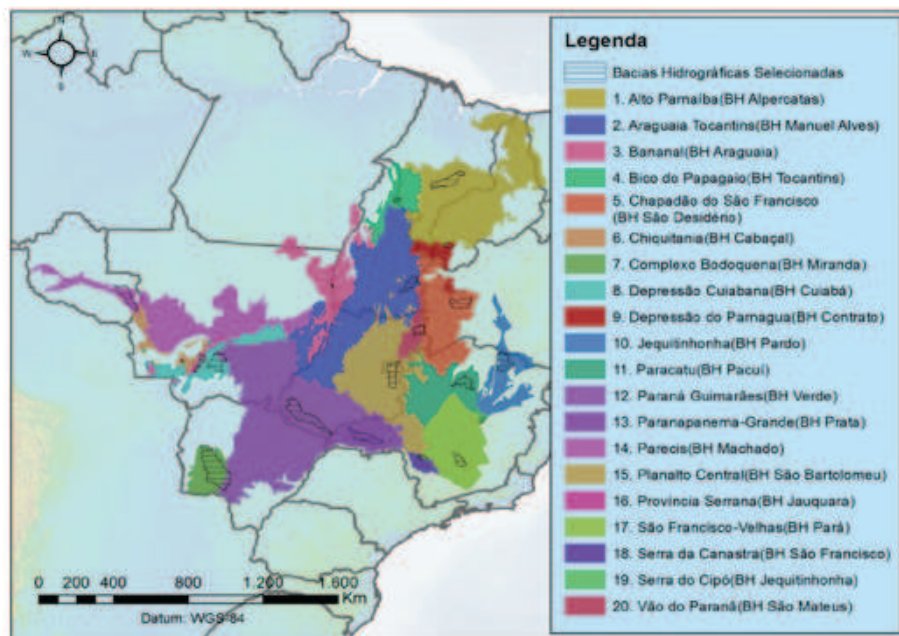 N
W E
S
0 200 400 800 1.200 1.600
Km
Datum: WGS-84
Legenda
Bacias Hidrográficas Selecionadas
1. Alto Parnaíba(BH Alpercatas)
2. Araguaia Tocantins(BH Manuel Alves)
3. Bananal(BH Araguaia)
4. Bico do Papagaio(BH Tocantins)
5. Chapadão do São Francisco
(BH São Desidério)
6. Chiquitania(BH Cabaçal)
7. Complexo Bodoquena(BH Miranda)
8. Depressão Cuiabana(BH Cuiabá)
9. Depressão do Parnagua(BH Contrato)
10. Jequitinhonha(BH Pardo)
11. Paracatu(BH Pacuí)
12. Paraná Guimarães(BH Verde)
13. Paranapanema-Grande(BH Prata)
14. Parecis(BH Machado)
15. Planalto Central(BH São Bartolomeu)
16. Provincia Serrana(BH Jauquara)
17. São Francisco-Velhas(BH Pará)
18. Serra da Canastra(BH São Francisco)
19. Serra do Cipó(BH Jequitinhonha)
20. Vão do Paranã(BH São Mateus)